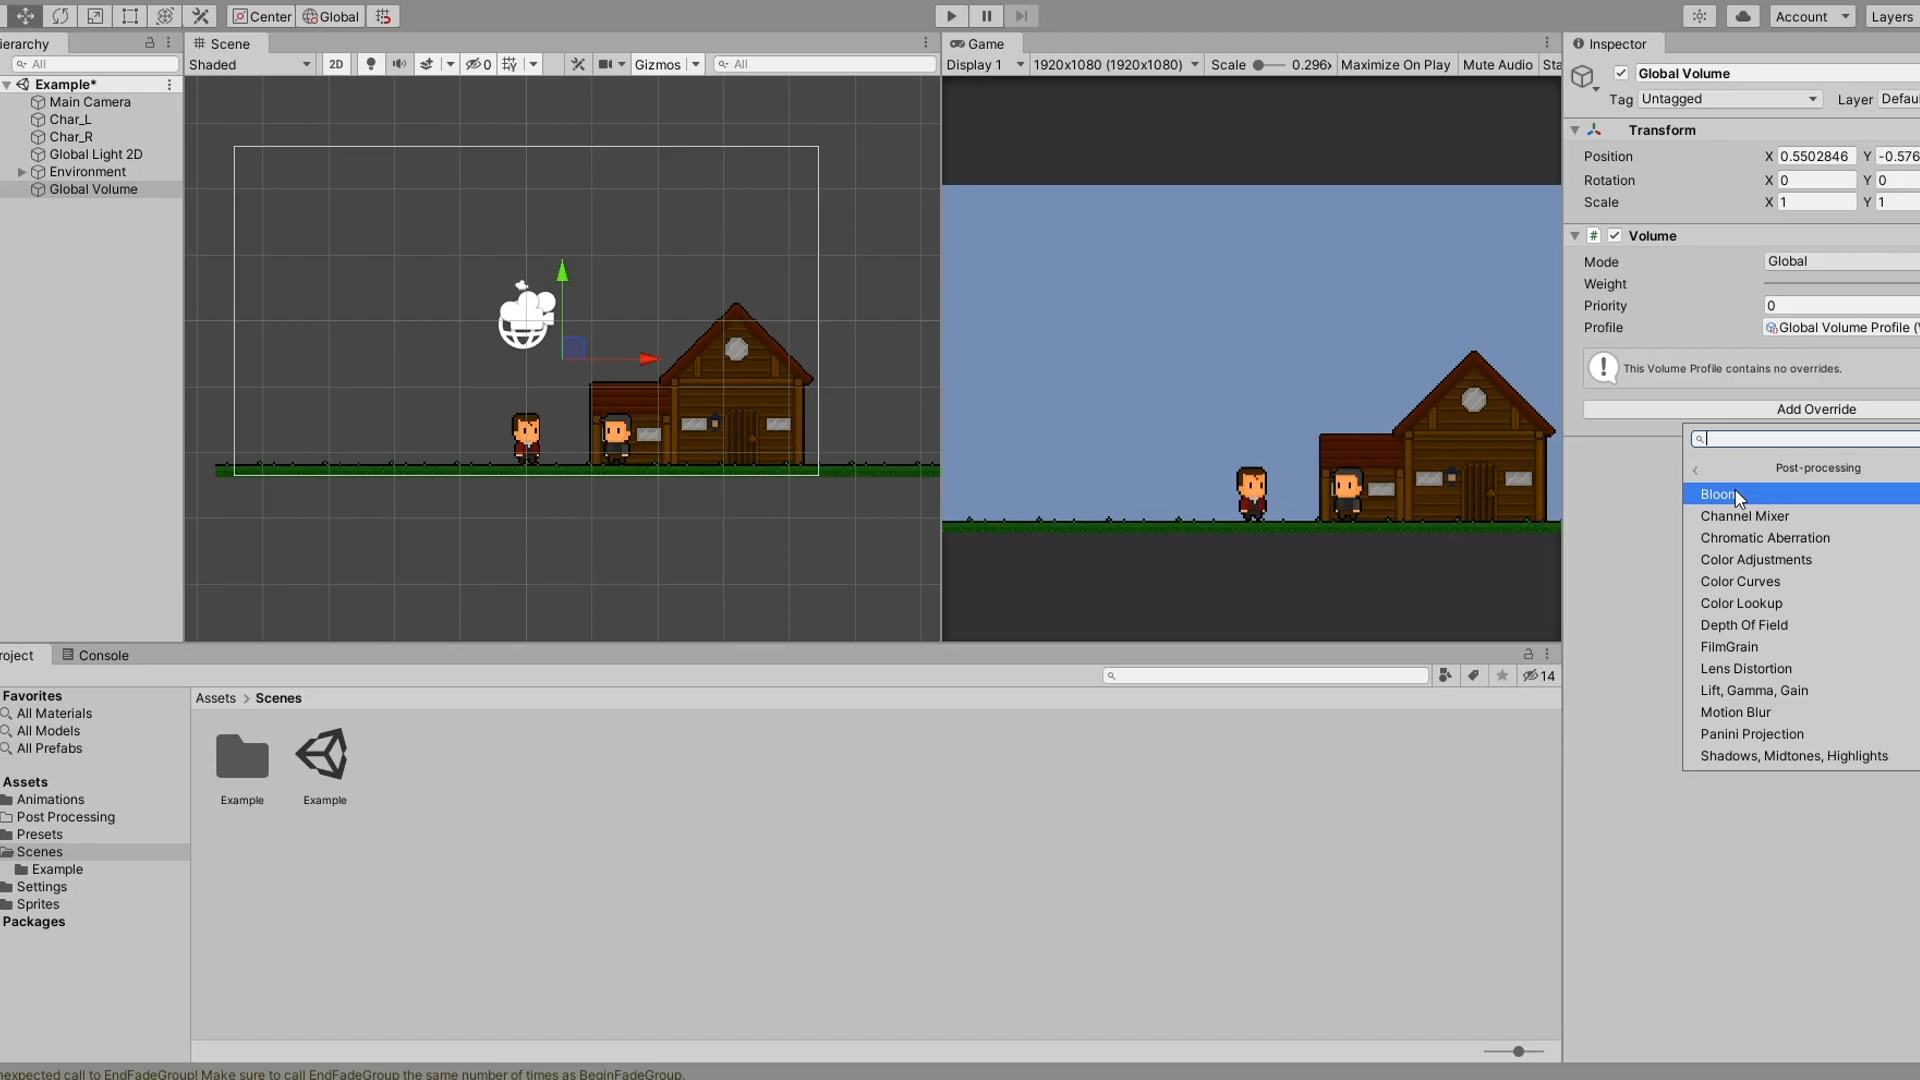 Center Global Account Layers
ierarchy Scene Game Inspector
All Shaded 2D 0 Gizmos All Display 1 1920x1080 (1920x1080) Scale 0.296x Maximize On Play Mute Audio Sta
Example*
Main Camera
Char_L
Char_R
Global Light 2D
Environment
Global Volume
Global Volume
Tag Untagged Layer Defau
Transform
Position X 0.5502846 Y -0.576
Rotation X 0 Y 0
Scale X 1 Y 1
Volume
Mode Global
Weight
Priority 0
Profile Global Volume Profile (V
This Volume Profile contains no overrides.
Add Override
Post-processing
Bloom
Channel Mixer
Chromatic Aberration
Color Adjustments
Color Curves
Color Lookup
Depth Of Field
FilmGrain
Lens Distortion
Lift, Gamma, Gain
Motion Blur
Panini Projection
Shadows, Midtones, Highlights
roject Console
14
Favorites
All Materials
All Models
All Prefabs
Assets
Animations
Post Processing
Presets
Scenes
Example
Settings
Sprites
Packages
Assets > Scenes
Example Example
nexpected call to EndFadeGroup! Make sure to call EndFadeGroup the same number of times as BeginFadeGroup.